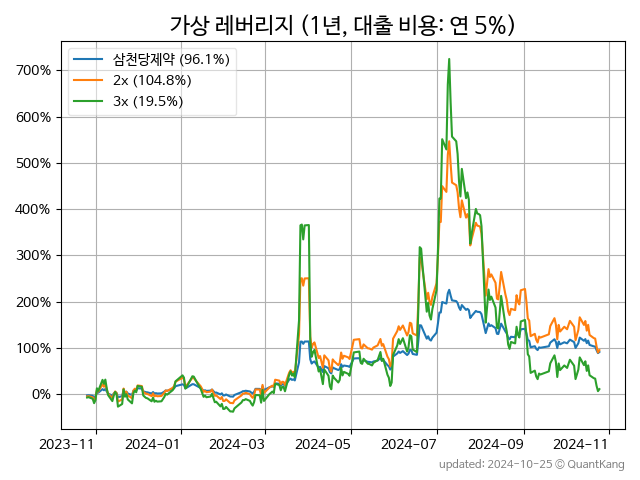 가상 레버리지 (1년, 대출 비용: 연 5%)
삼천당제약 (96.1%)
2x (104.8%)
3x (19.5%)
700%
600%
500%
400%
300%
200%
100%
0%
2023-11 2024-01 2024-03 2024-05 2024-07 2024-09 2024-11
updated: 2024-10-25 © QuantKang